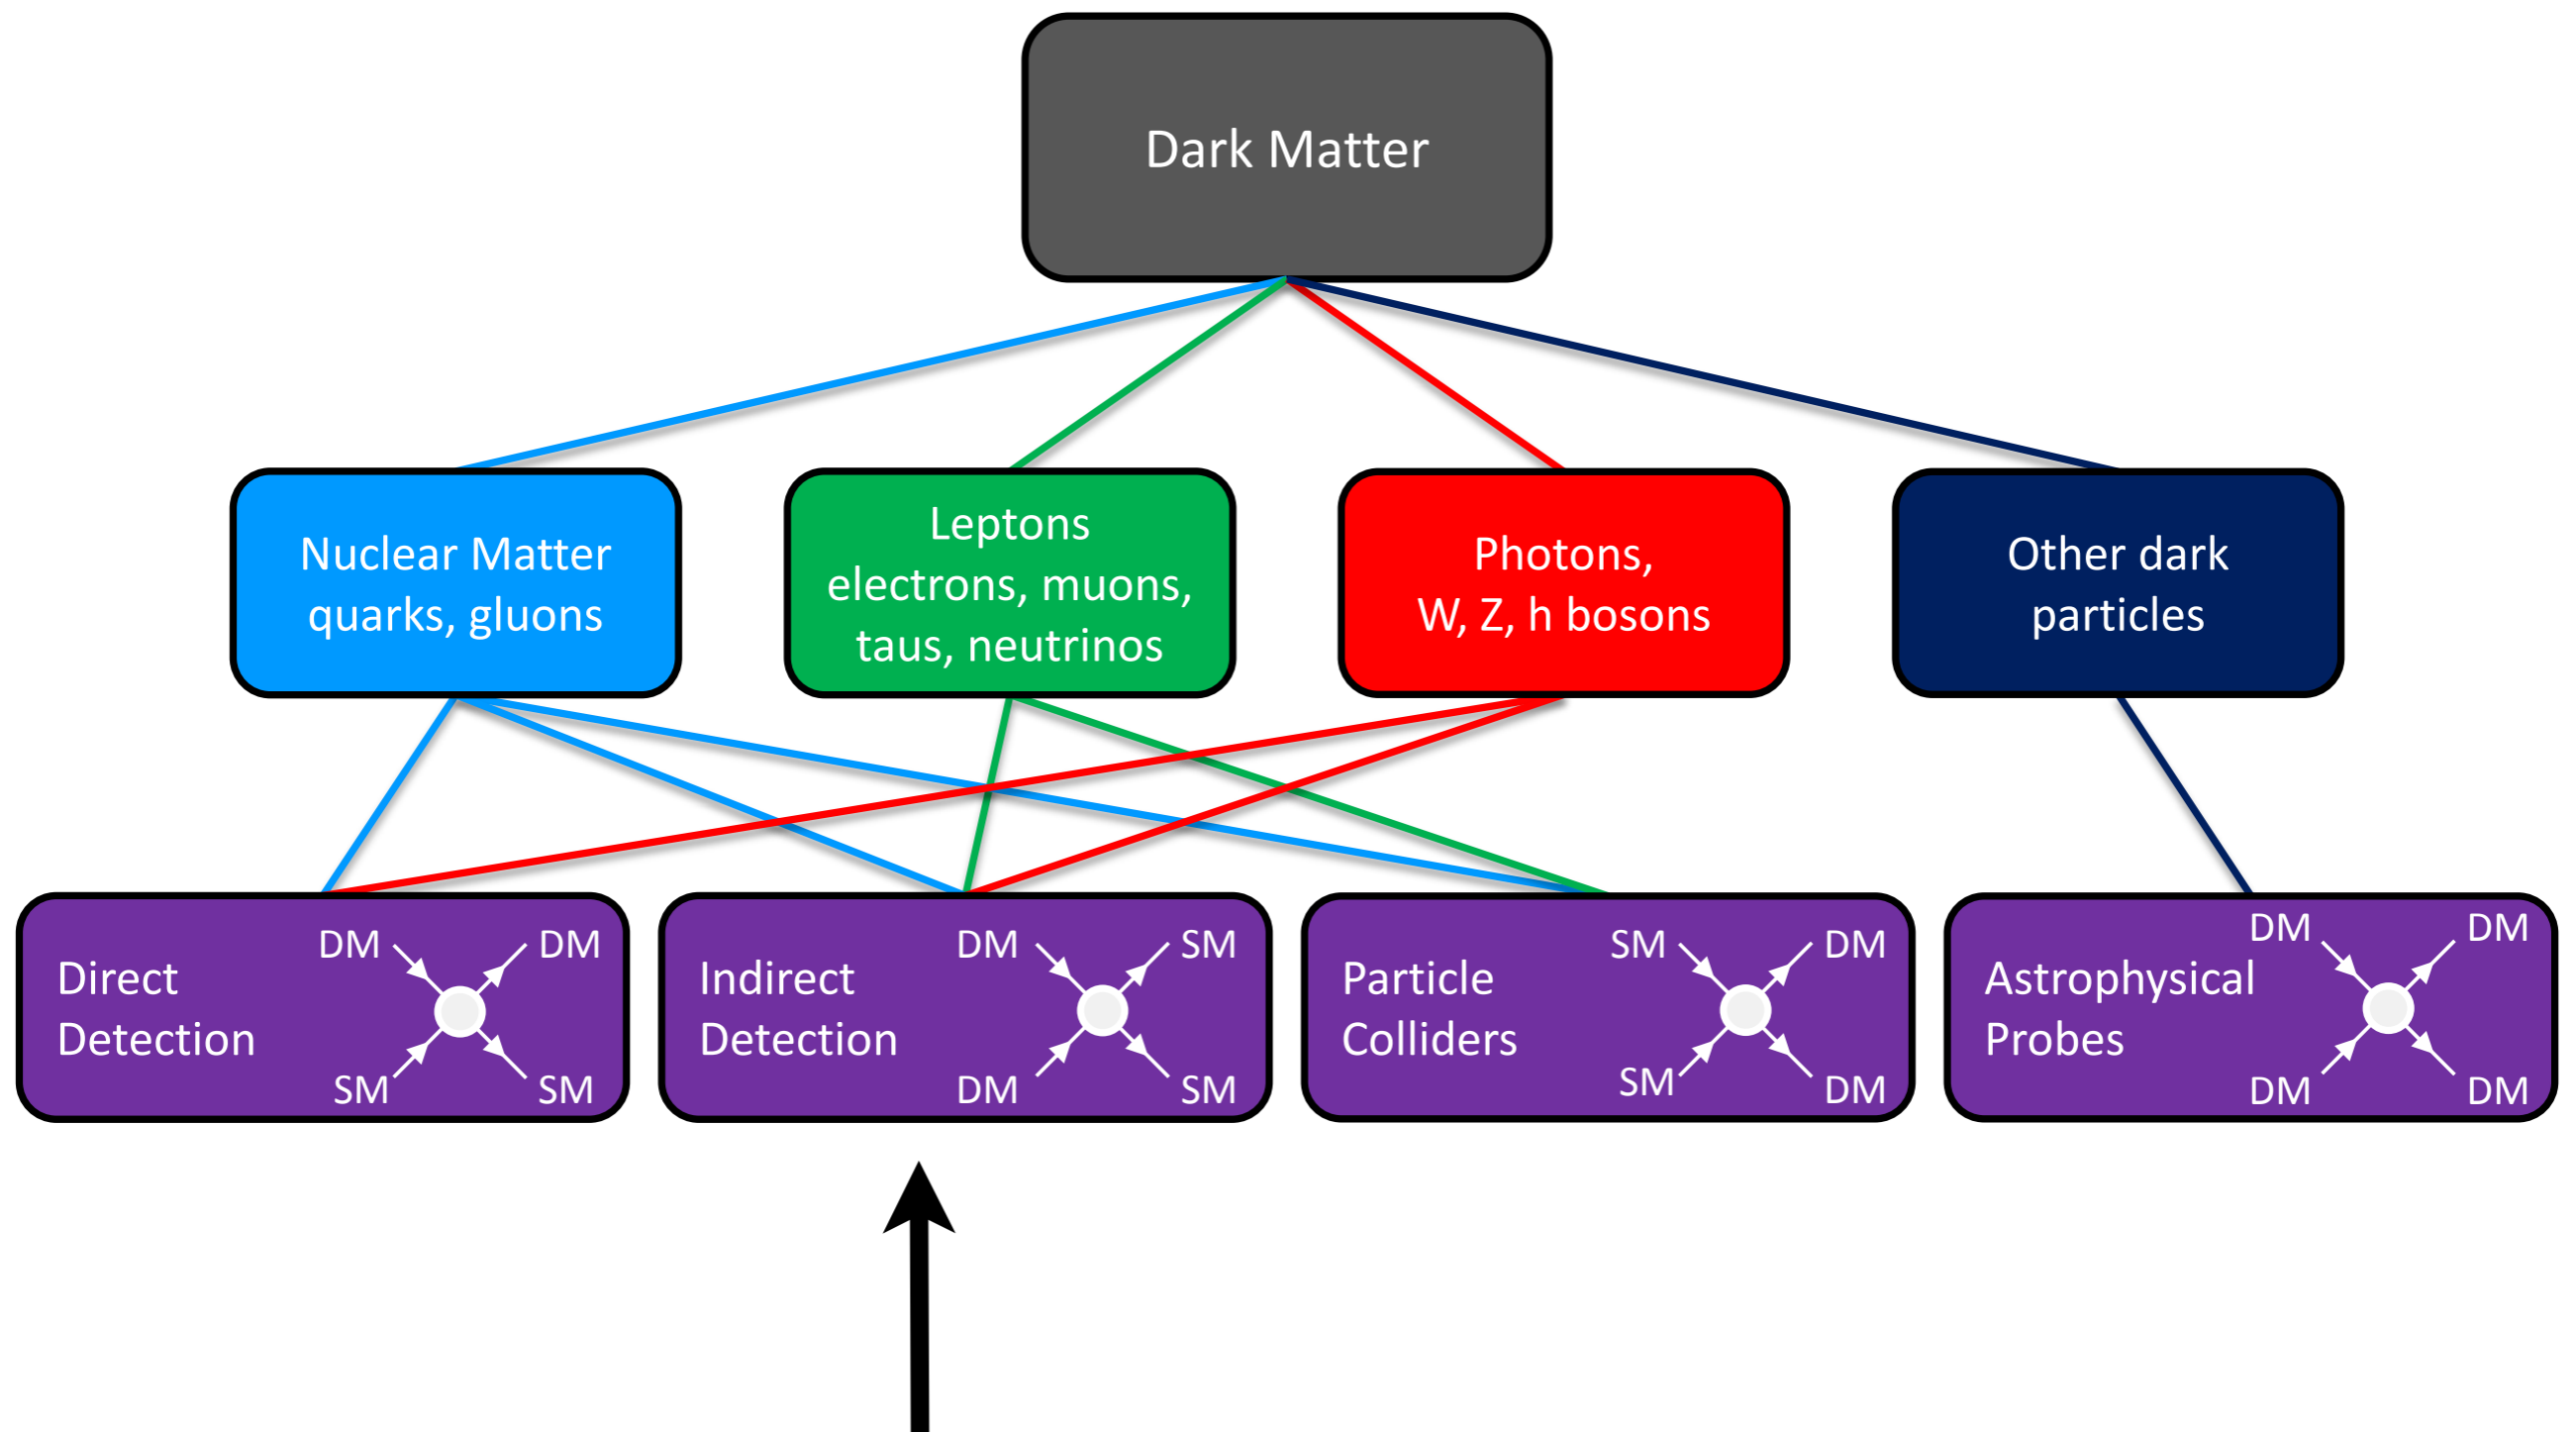 Dark Matter
Nuclear Matter
quarks, gluons
Leptons
electrons, muons,
taus, neutrinos
Photons,
W, Z, h bosons
Other dark
particles
Direct
Detection
DM
DM
SM
SM
Indirect
Detection
DM
SM
DM
SM
Particle
Colliders
SM
DM
SM
DM
Astrophysical
Probes
DM
DM
DM
DM